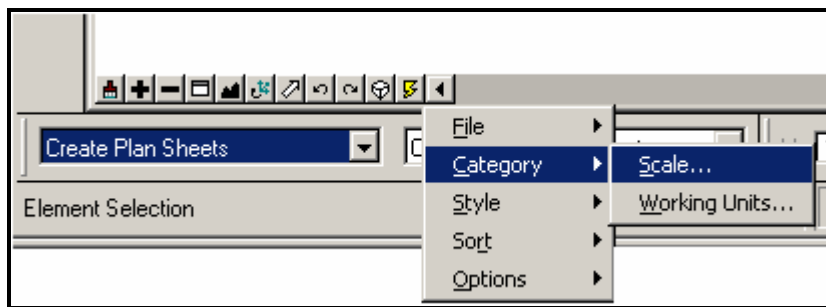 File
Create Plan Sheets
Category
Scale...
Element Selection
Style
Working Units...
Sort
Options